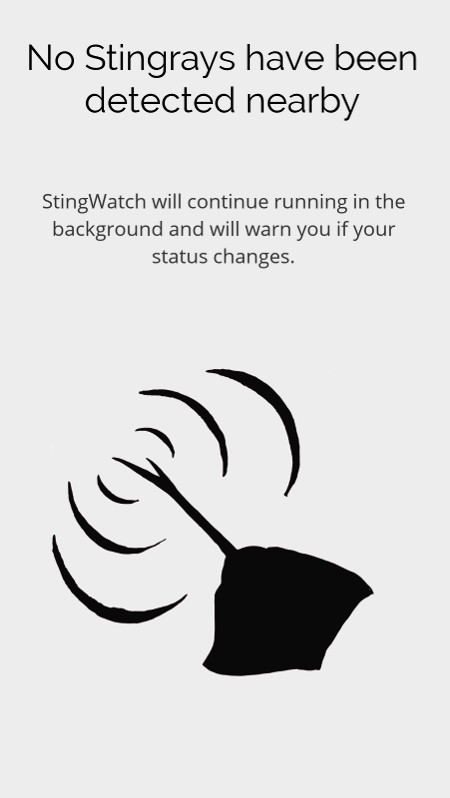 No Stingrays have been
detected nearby
StingWatch will continue running in the
background and will warn you if your
status changes.